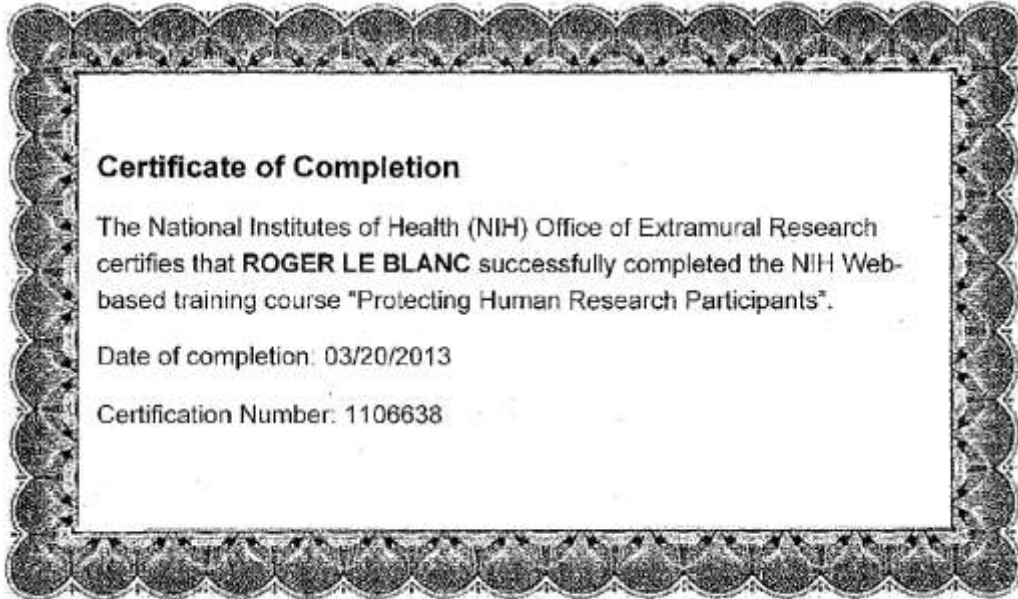 Certificate of Completion
The National Institutes of Health (NIH) Office of Extramural Research
certifies that ROGER LE BLANC successfully completed the NIH Web-
based training course "Protecting Human Research Participants".
Date of completion: 03/20/2013
Certification Number: 1106638